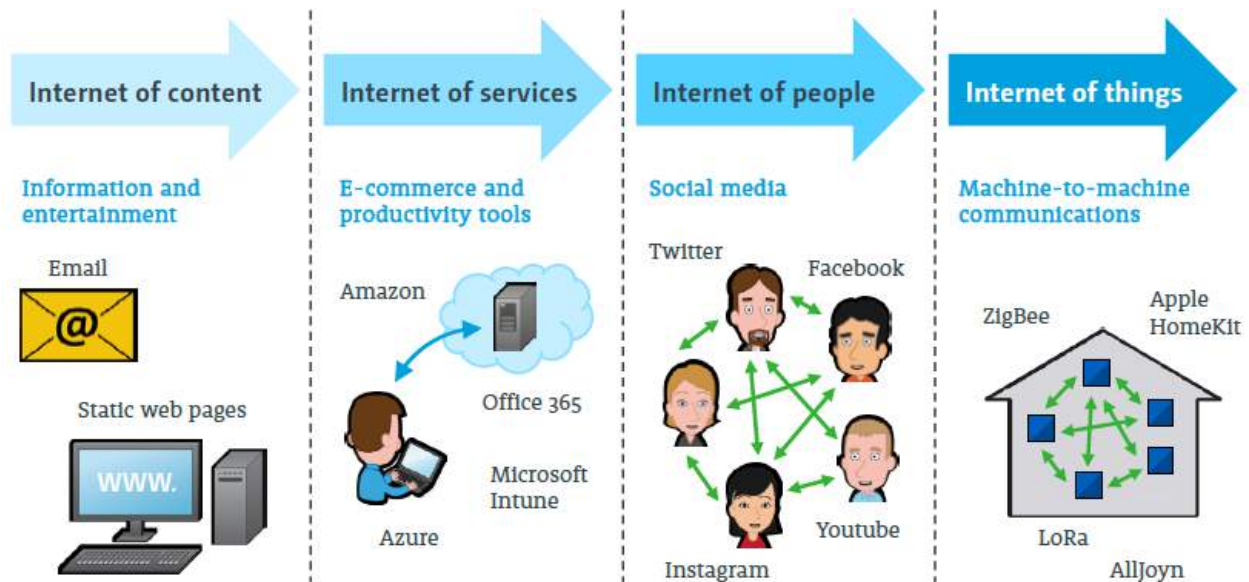 Internet of content
Internet of services
Internet of people
Internet of things
Information and
entertainment
Email
@
Static web pages
WWW.
E-commerce and
productivity tools
Amazon
Office 365
Microsoft
Intune
Azure
Social media
Twitter
Facebook
Youtube
Instagram
Machine-to-machine
communications
ZigBee
Apple
HomeKit
LoRa
AllJoyn